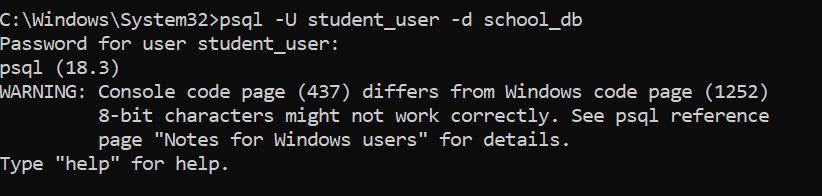 C:\Windows\System32>psql -U student_user -d school_db
Password for user student_user:
psql (18.3)
WARNING: Console code page (437) differs from Windows code page (1252)
         8-bit characters might not work correctly. See psql reference
         page "Notes for Windows users" for details.
Type "help" for help.